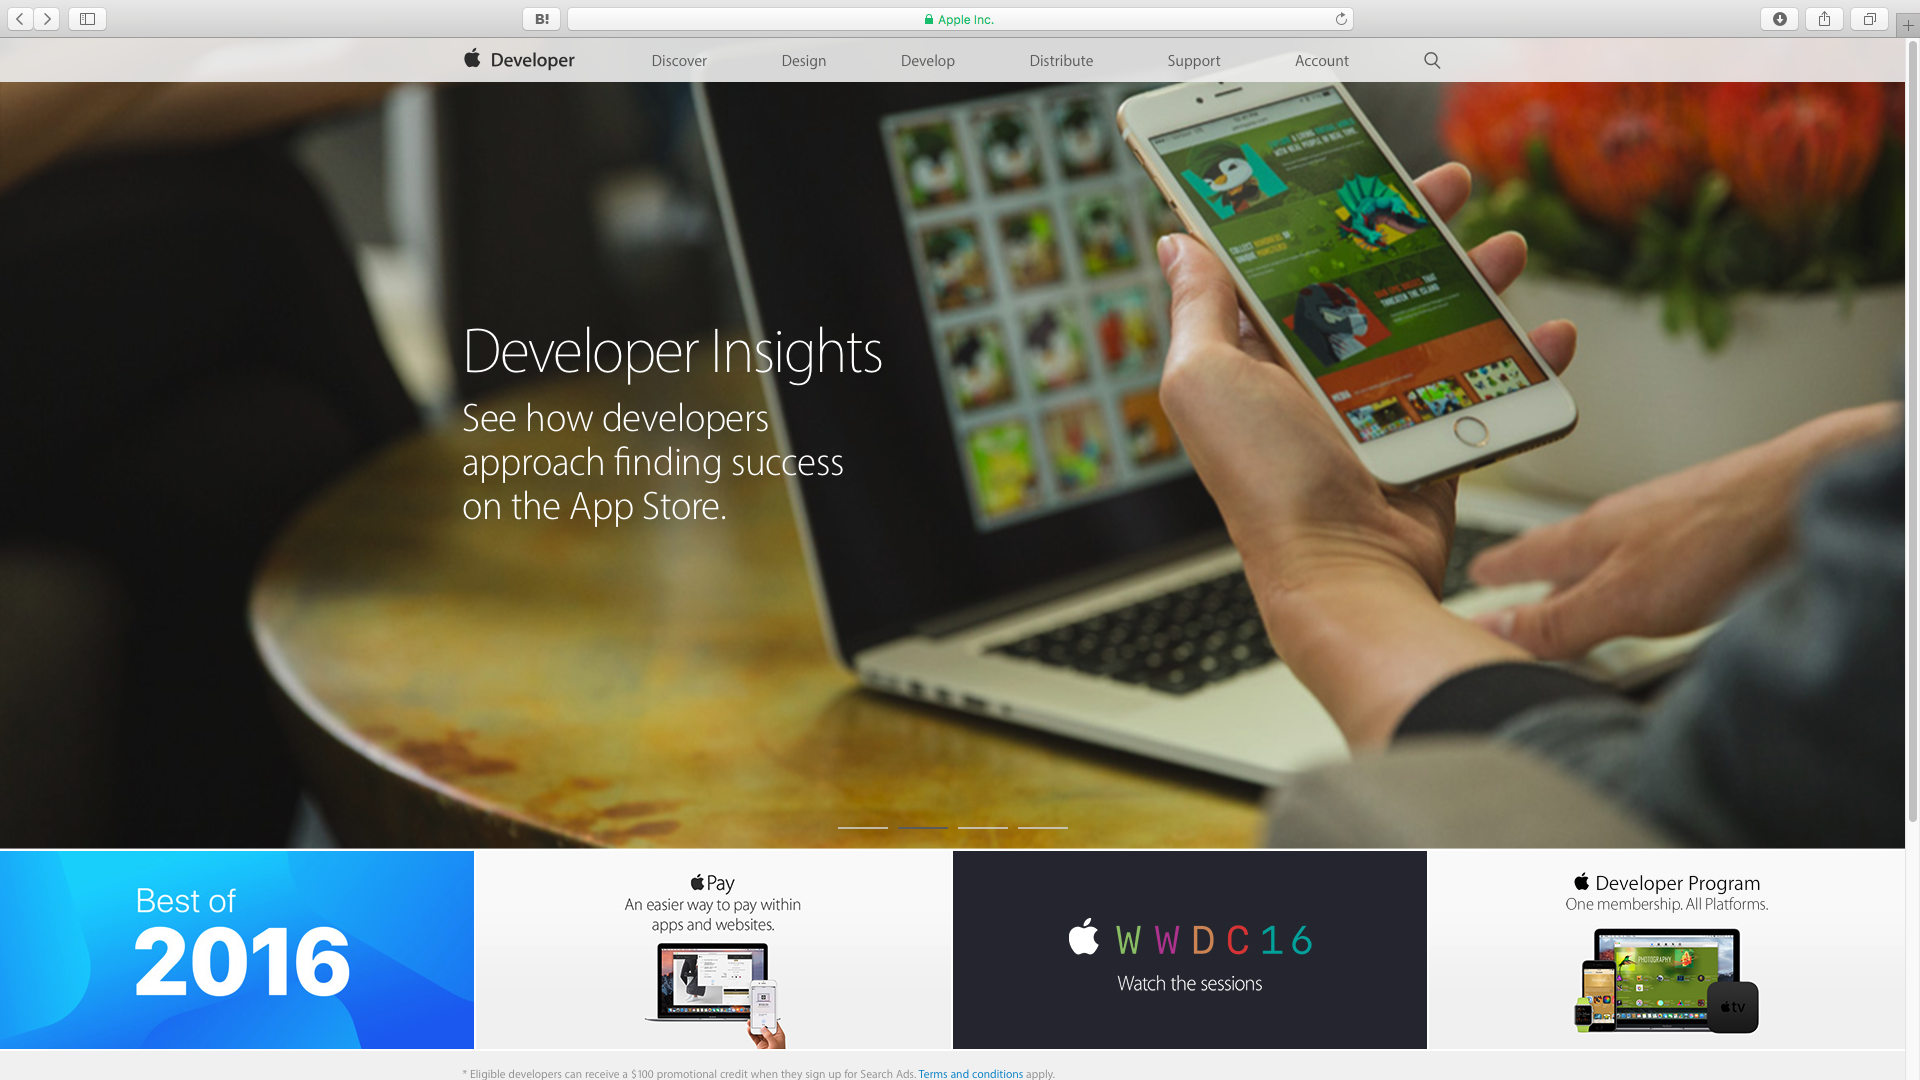 B!
Apple Inc.
Developer
Discover
Design
Develop
Distribute
Support
Account
Developer Insights
See how developers
approach finding success
on the App Store.
Best of
2016
Pay
An easier way to pay within
apps and websites.
WWDC16
Watch the sessions
Developer Program
One membership. All Platforms.
PHOTOGRAPHY
tv
* Eligible developers can receive a $100 promotional credit when they sign up for Search Ads. Terms and conditions apply.